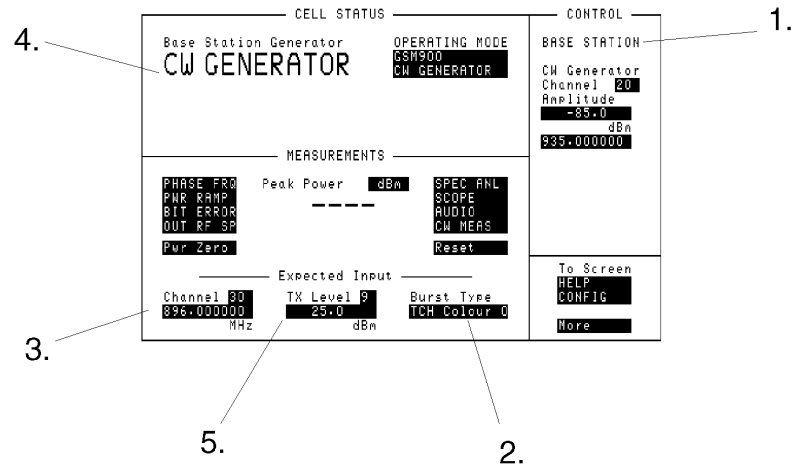 CELL STATUS
Base Station Generator
CW GENERATOR
OPERATING MODE
GSM900
CW GENERATOR
CONTROL
BASE STATION
CW Generator
Channel 20
Amplitude
-85.0
dBm
935.000000
MEASUREMENTS
PHASE FRQ
PWR RAMP
BIT ERROR
OUT RF SP
Pwr Zero
Peak Power dBm
----
SPEC ANL
SCOPE
AUDIO
CW MEAS
Reset
Expected Input
Channel 30
896.000000
MHz
TX Level 9
25.0
dBm
Burst Type
TCH Colour 0
To Screen
HELP
CONFIG
More
1.
4.
3.
5.
2.